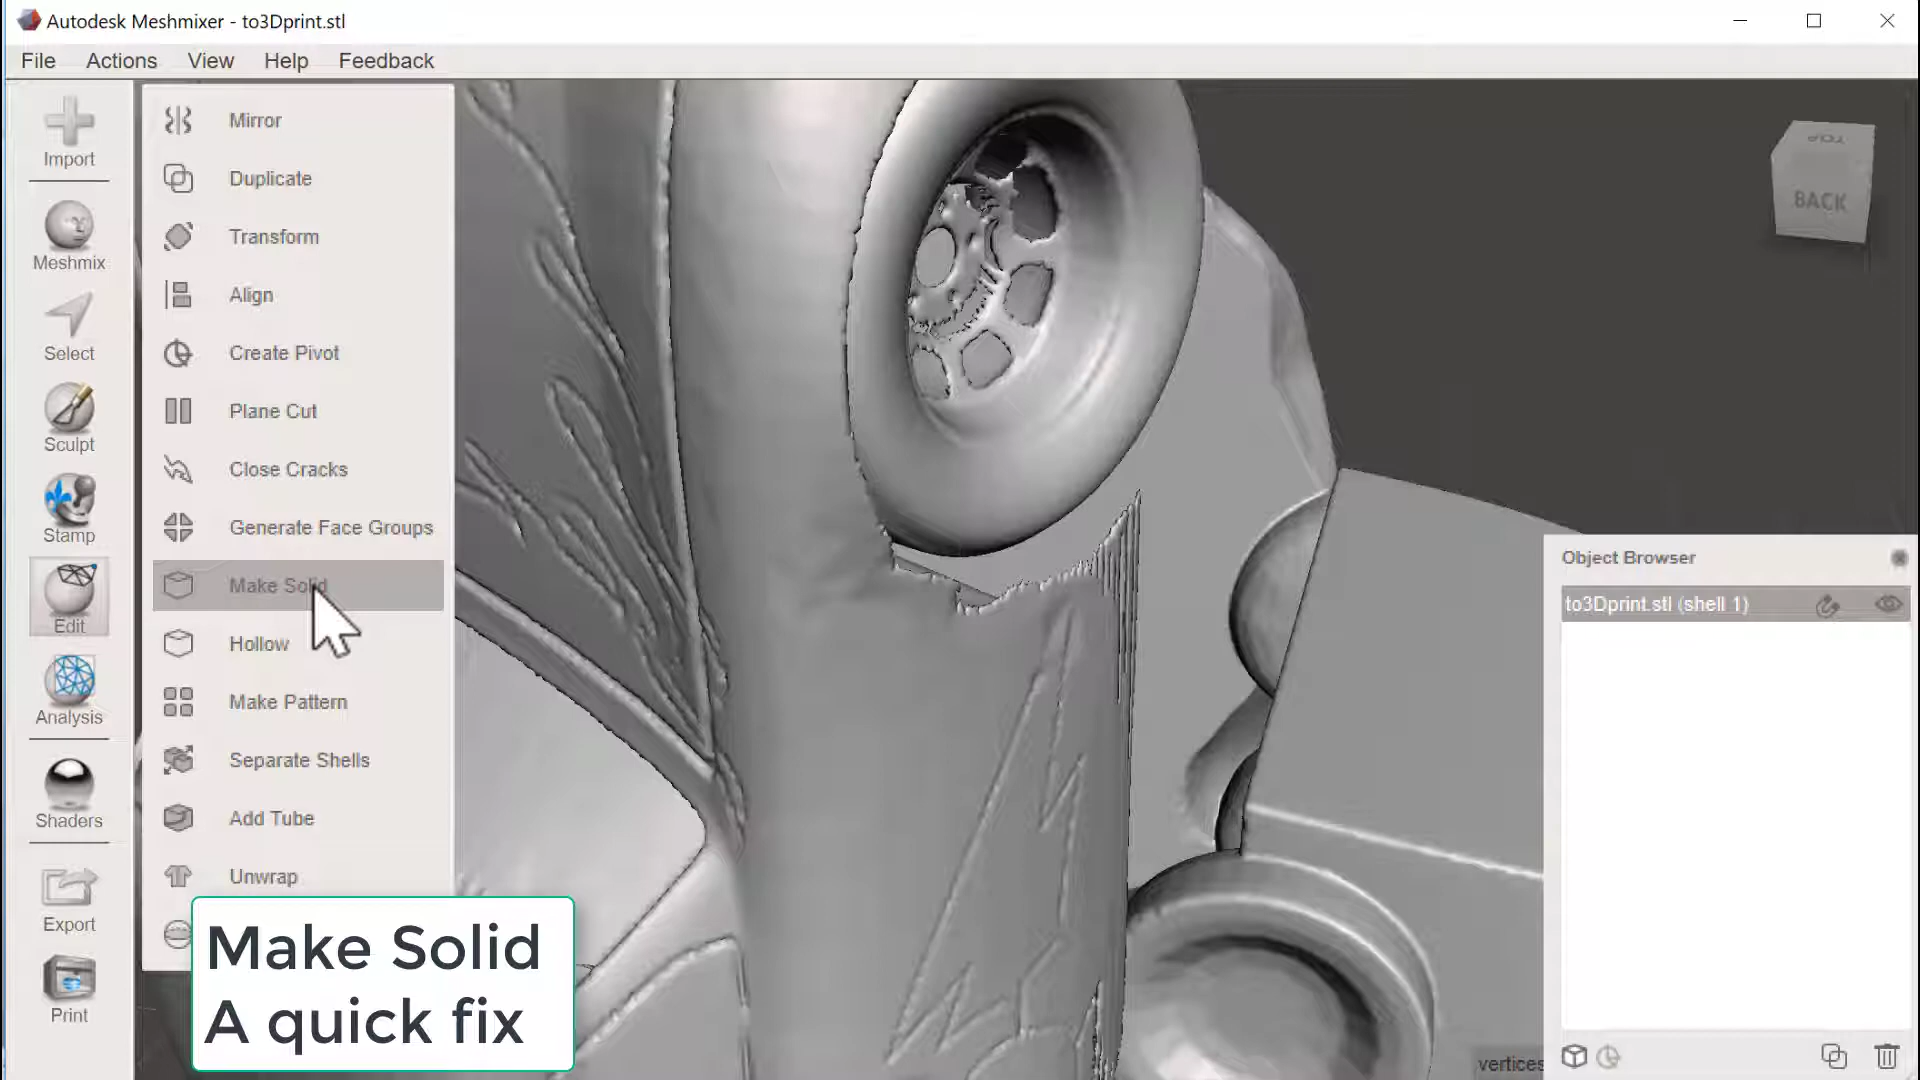 Autodesk Meshmixer - to3Dprint.stl
File Actions View Help Feedback
Import
Meshmix
Select
Sculpt
Stamp
Edit
Analysis
Shaders
Export
Print
Mirror
Duplicate
Transform
Align
Create Pivot
Plane Cut
Close Cracks
Generate Face Groups
Make Solid
Hollow
Make Pattern
Separate Shells
Add Tube
Unwrap
Make Solid
A quick fix
TOP
BACK
Object Browser
to3Dprint.stl (shell 1)
vertices